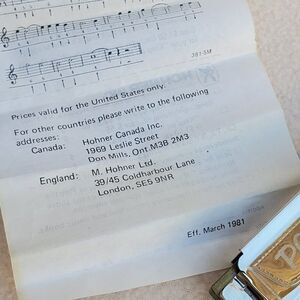 381-SM
Prices valid for the United States only.
For other countries please write to the following
addresses:
Canada: Hohner Canada Inc.
1969 Leslie Street
Don Mills, Ont M3B 2M3
England: M. Hohner Ltd.
39/45 Coldharbour Lane
London, SE5 9NR
Eff. March 1981